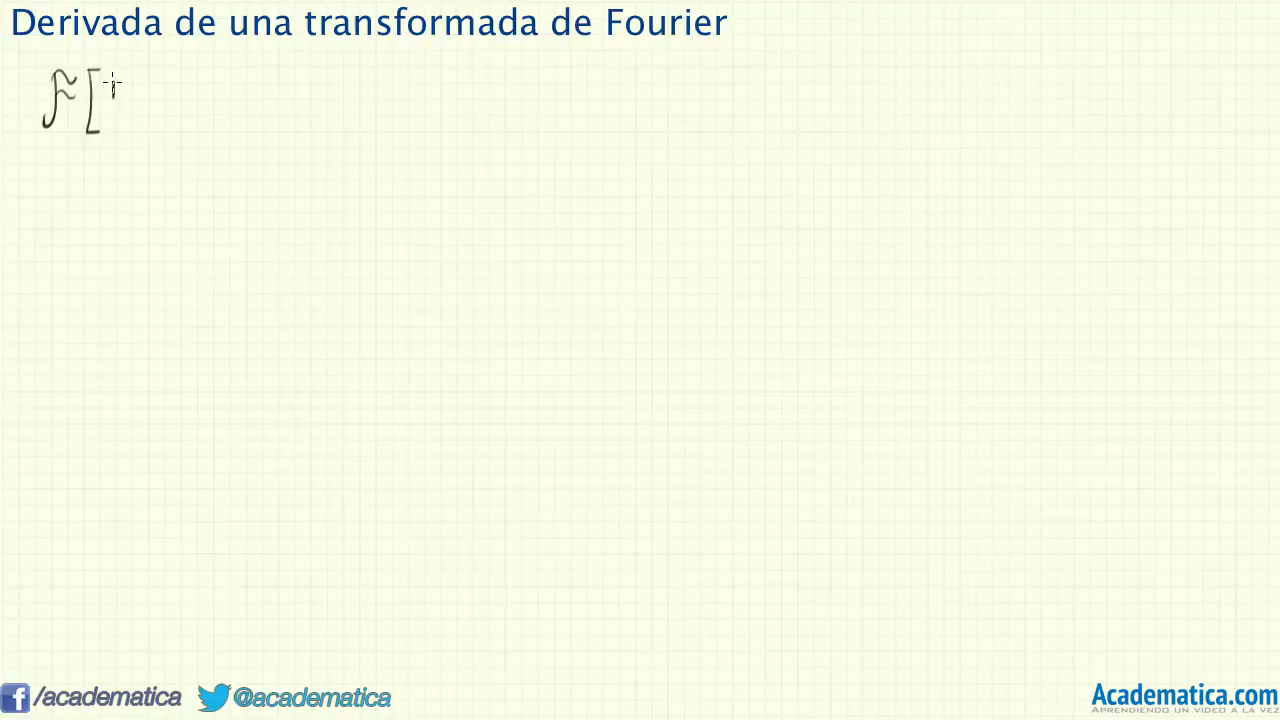 Derivada de una transformada de Fourier
ℱ[
/academatica @academatica
Academatica.com
APRENDIENDO UN VIDEO A LA VEZ